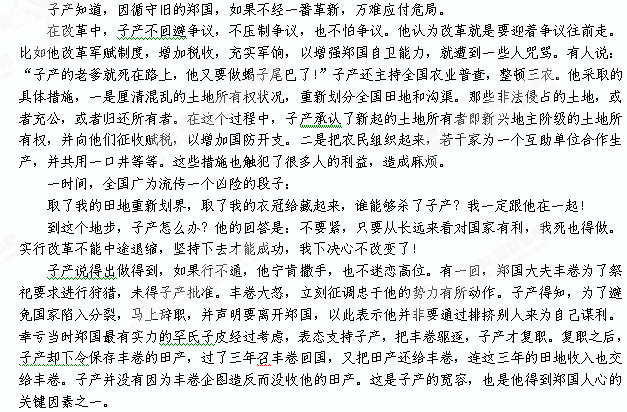 子产知道，因循守旧的郑国，如果不经一番革新，万难应付危局。
在改革中，子产不回避争议，不压制争议，也不怕争议。他认为改革就是要迎着争议往前走。
比如他改革军赋制度，增加税收，充实军饷，以增强郑国自卫能力，就遭到一些人咒骂。有人说：
“子产的老爹就死在路上，他又要做蝎子尾巴了！”子产还主持全国农业普查，整顿三农。他采取的
具体措施，一是厘清混乱的土地所有权状况，重新划分全国田地和沟渠。那些非法侵占的土地，或
者充公，或者归还所有者。在这个过程中，子产承认了新起的土地所有者即新兴地主阶级的土地所
有权，并向他们征收赋税，以增加国防开支。二是把农民组织起来，若干家为一个互助单位合作生
产，并共用一口井等等。这些措施也触犯了很多人的利益，造成麻烦。
一时间，全国广为流传一个凶险的段子：
取了我的田地重新划界，取了我的衣冠给藏起来，谁能够杀了子产？我一定跟他在一起！
到这个地步，子产怎么办？他的回答是：不要紧，只要从长远来看对国家有利，我死也得做。
实行改革不能中途退缩，坚持下去才能成功，我下决心不改变了！
子产说得出做得到，如果行不通，他宁肯撒手，也不迷恋高位。有一回，郑国大夫丰卷为了祭
祀要求进行狩猎，未得子产批准。丰卷大怒，立刻征调忠于他的势力有所动作。子产得知，为了避
免国家陷入分裂，马上辞职，并声明要离开郑国，以此表示他并非要通过排挤别人来为自己谋利。
幸亏当时郑国最有实力的罕氏子皮经过考虑，表态支持子产，把丰卷驱逐，子产才复职。复职之后，
子产却下令保存丰卷的田产，过了三年召丰卷回国，又把田产还给丰卷，连这三年的田地收入也交
给丰卷。子产并没有因为丰卷企图造反而没收他的田产。这是子产的宽容，也是他得到郑国人心的
关键因素之一。